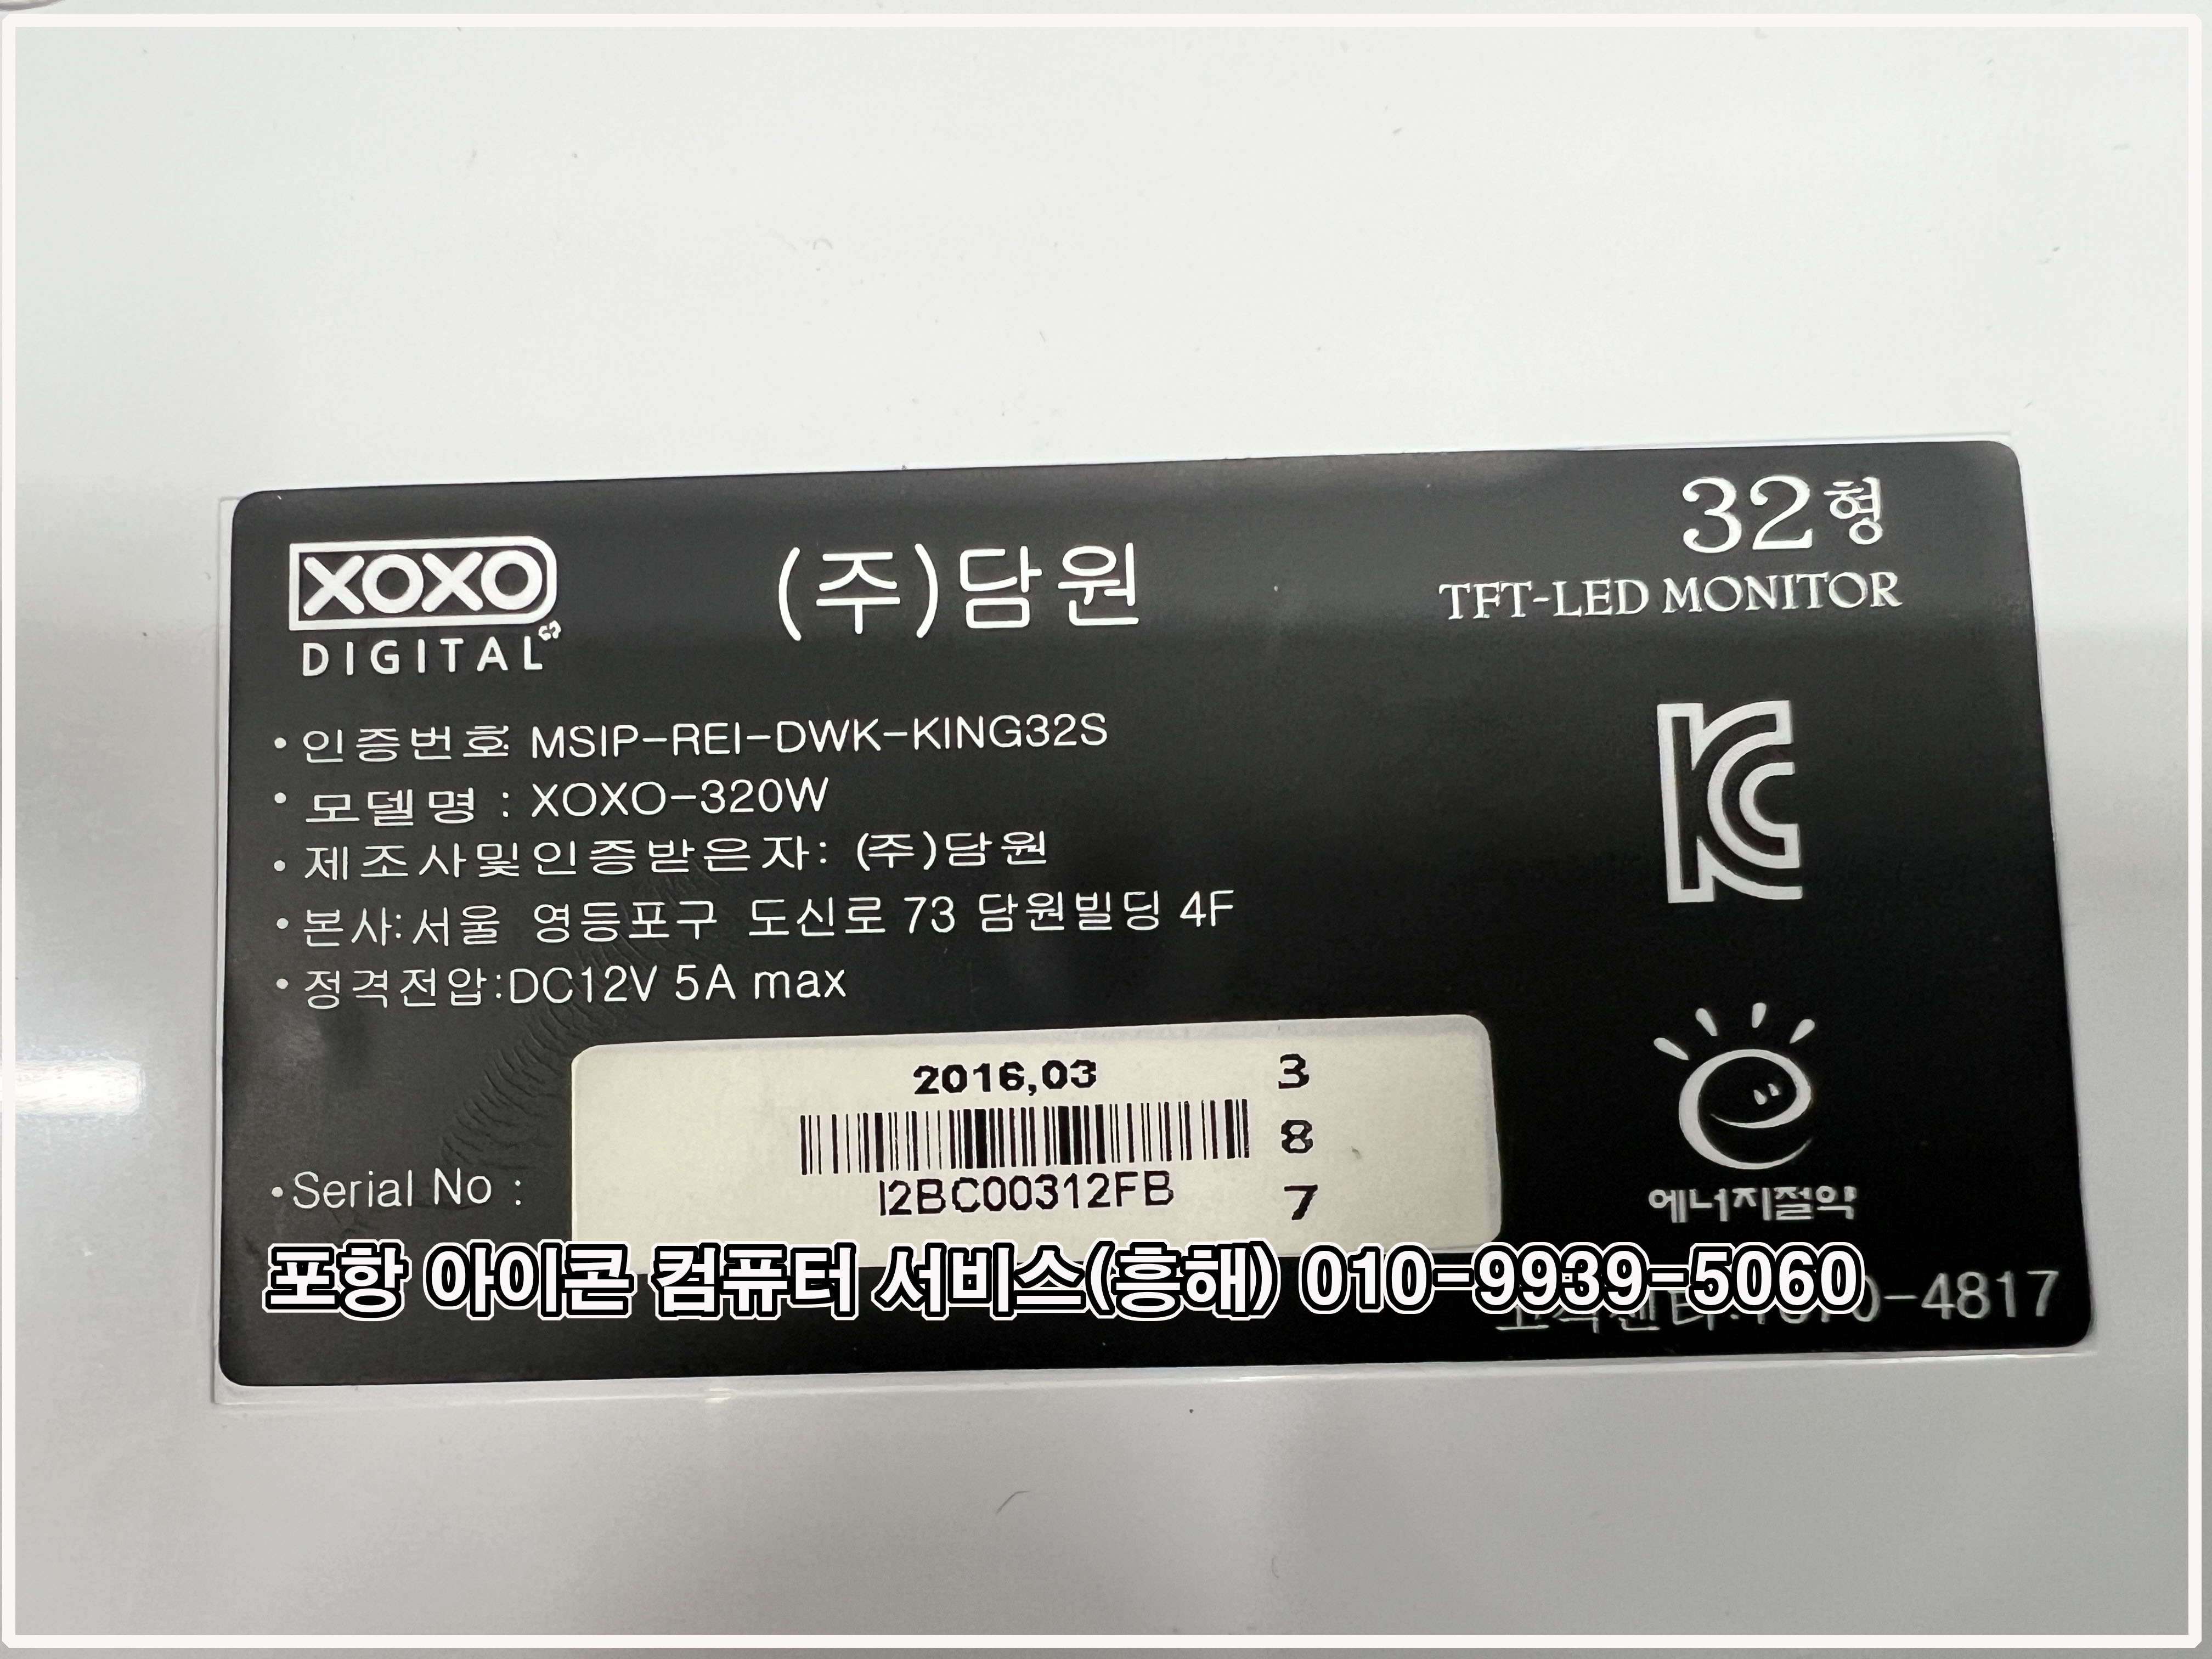 XOXO
DIGITAL
(주)담원
32형
TFT-LED MONITOR
• 인증번호 MSIP-REI-DWK-KING32S
• 모델명 : XOXO-320W
• 제조사및인증받은자: (주)담원
• 본사:서울 영등포구 도신로 73 담원빌딩 4F
• 정격전압:DC12V 5A max
2016,03
3
8
7
•Serial No :
I2BC00312FB
에너지절약
포항 아이콘 컴퓨터 서비스(흥해) 010-9939-5060
-4817